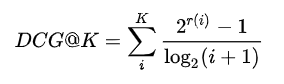 DCG@K = \sum_{i}^{K} \frac{2^{r(i)} - 1}{\log_2(i + 1)}